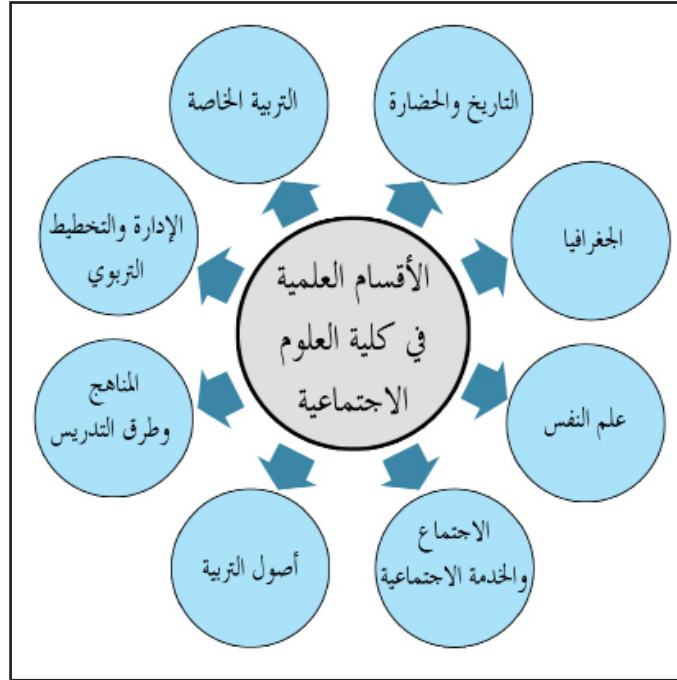 الأقسام العلمية
في كلية العلوم
الاجتماعية
التاريخ والحضارة
الجغرافيا
علم النفس
الاجتماع
والخدمة الاجتماعية
أصول التربية
المناهج
وطرق التدريس
الإدارة والتخطيط
التربوي
التربية الخاصة